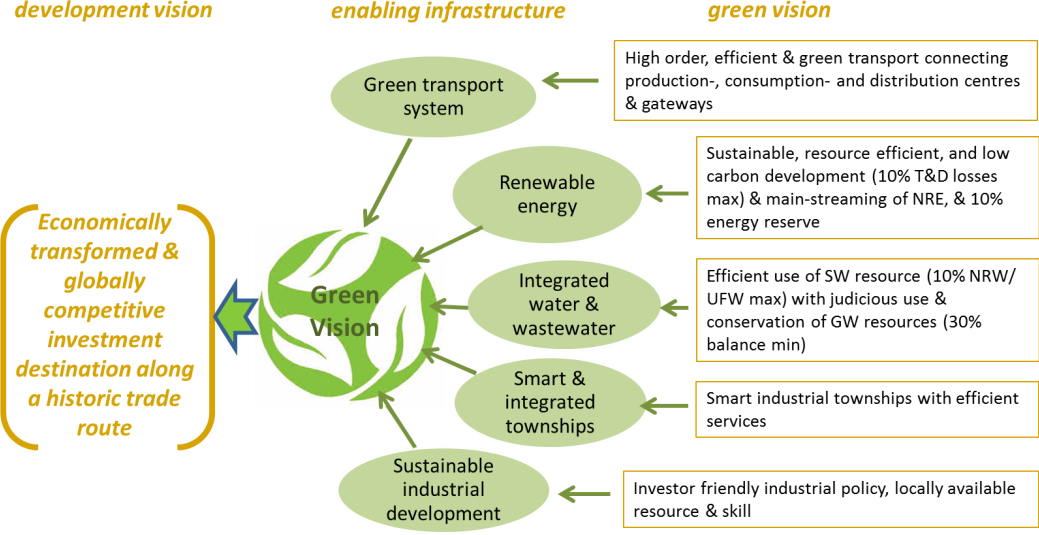 development vision
enabling infrastructure
green vision
Economically
transformed &
globally
competitive
investment
destination along
a historic trade
route
Green
Vision
Green transport
system
High order, efficient & green transport connecting
production-, consumption- and distribution centres
& gateways
Renewable
energy
Sustainable, resource efficient, and low
carbon development (10% T&D losses
max) & main-streaming of NRE, & 10%
energy reserve
Integrated
water &
wastewater
Efficient use of SW resource (10% NRW/
UFW max) with judicious use &
conservation of GW resources (30%
balance min)
Smart &
integrated
townships
Smart industrial townships with efficient
services
Sustainable
industrial
development
Investor friendly industrial policy, locally available
resource & skill